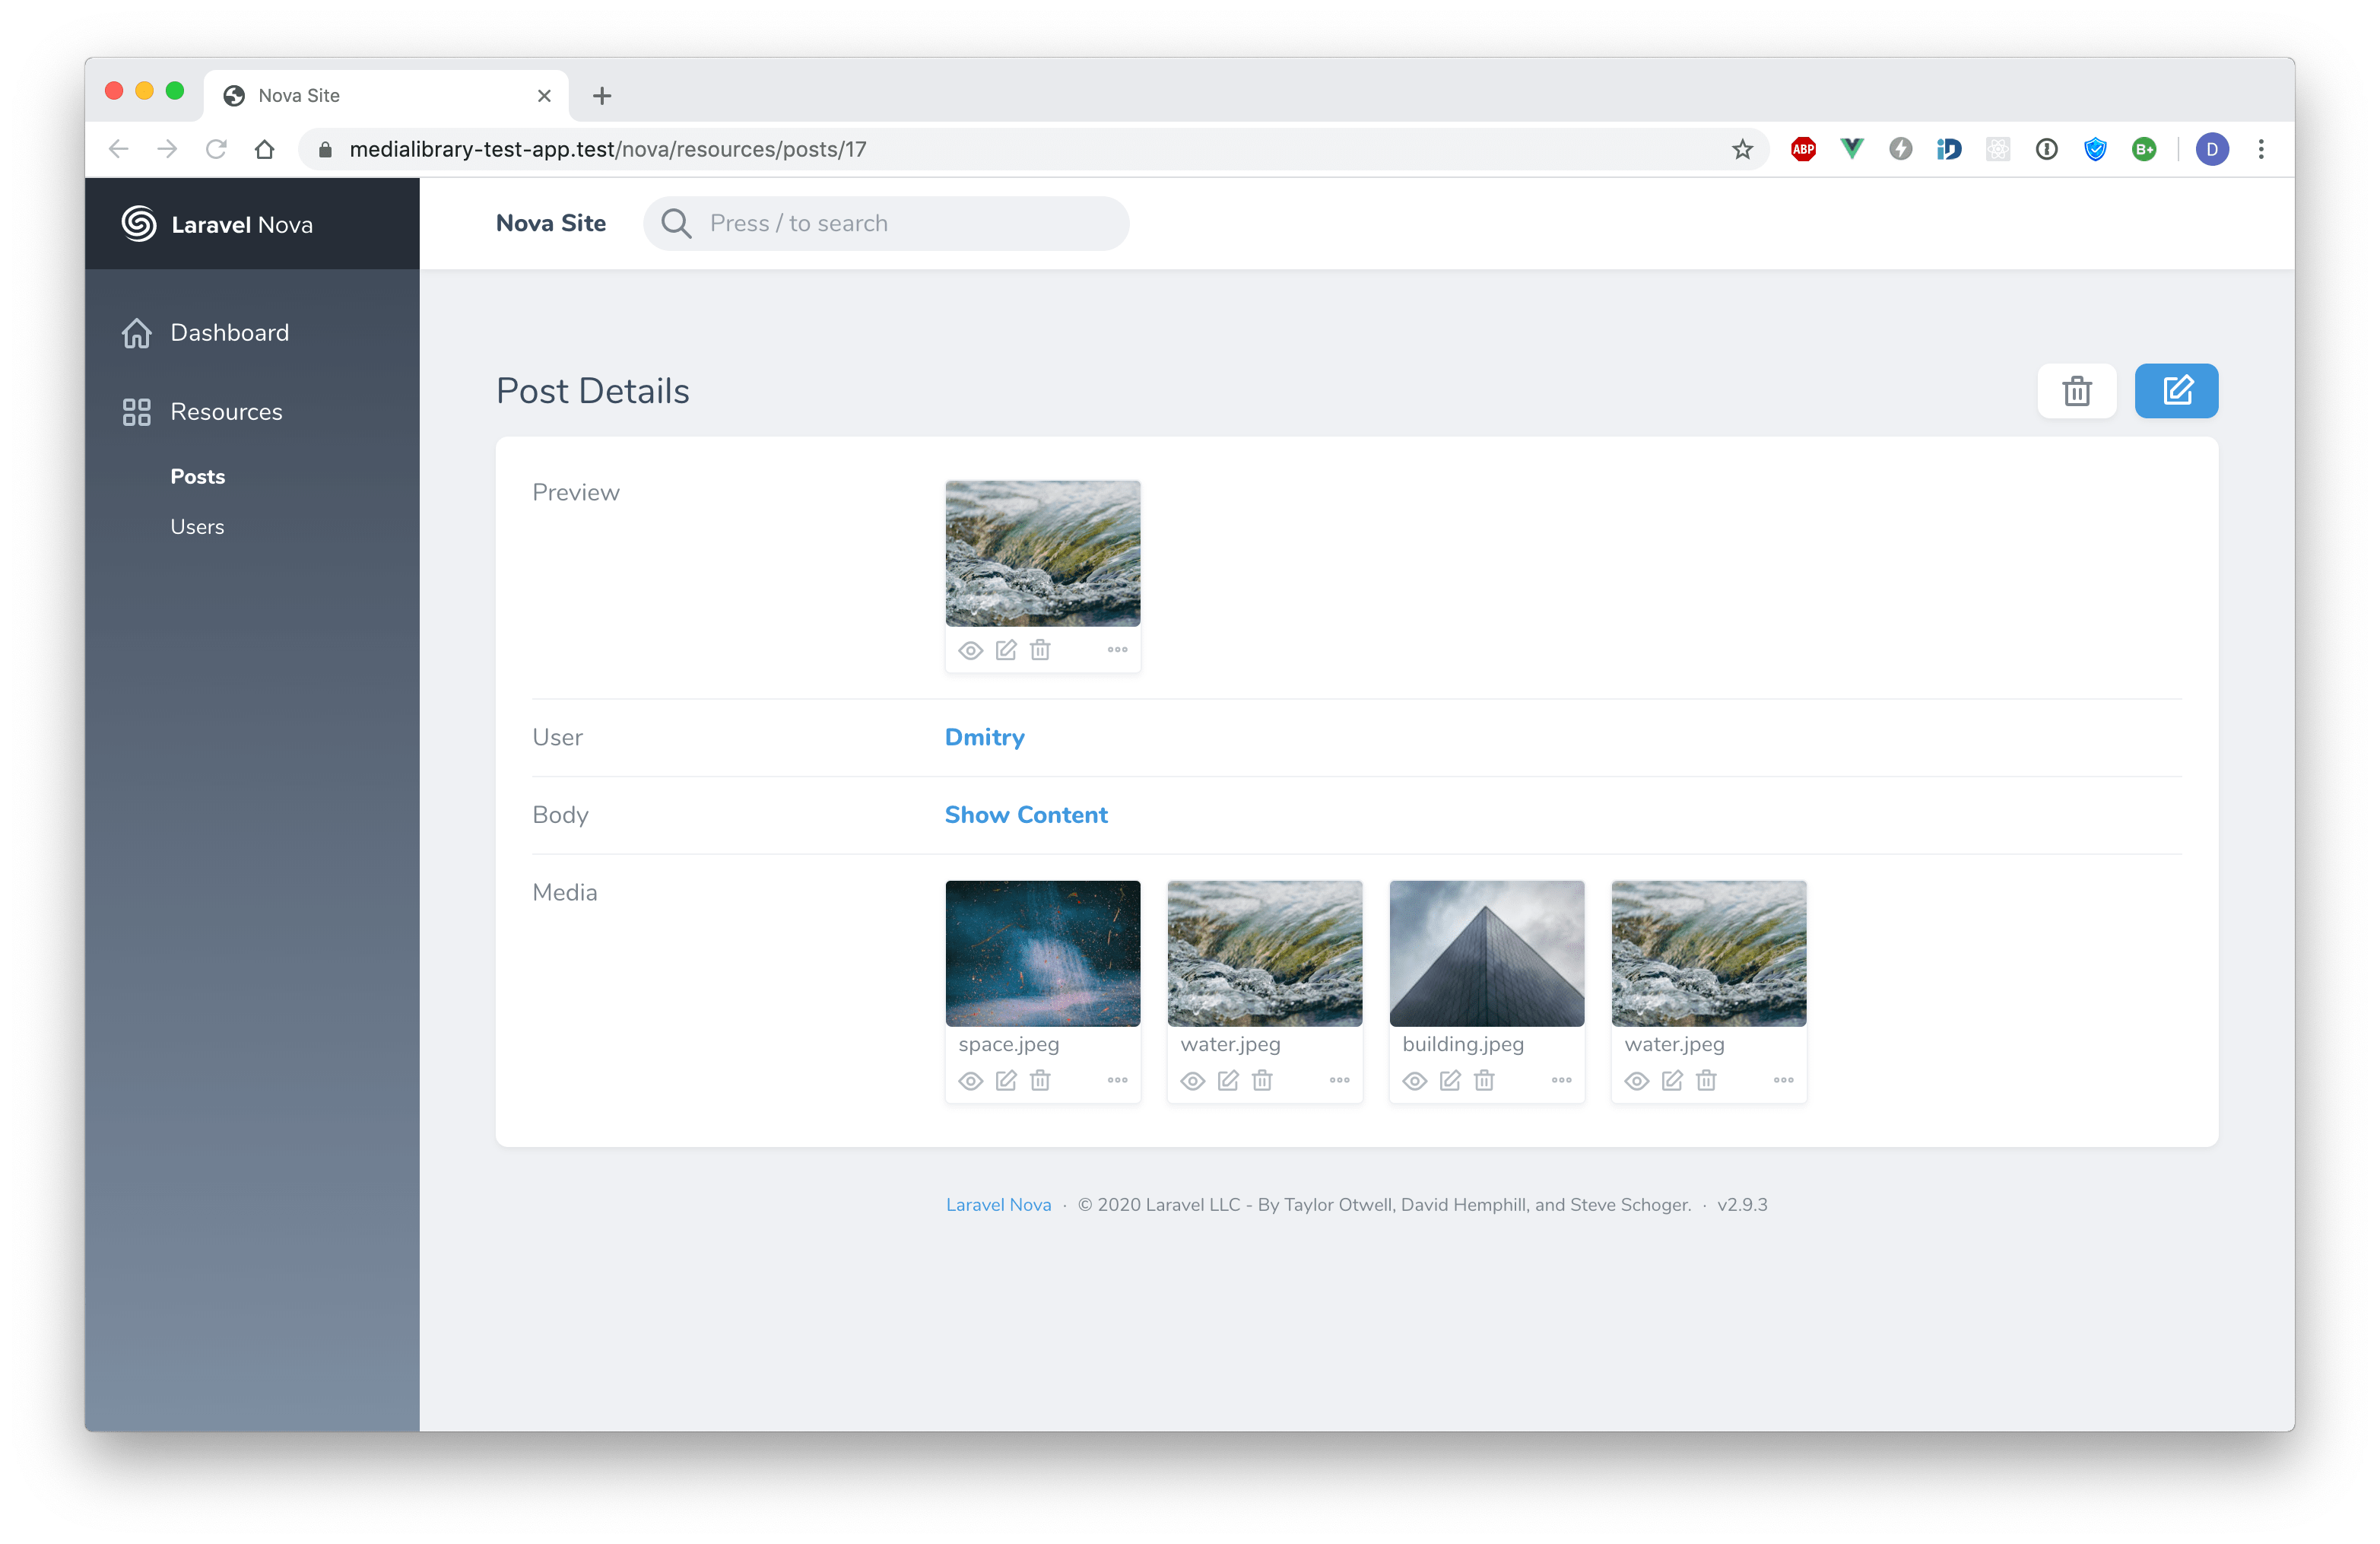 Nova Site
medialibrary-test-app.test/nova/resources/posts/17
ABP
B+
D
Laravel Nova
Nova Site
Press / to search
Dashboard
Resources
Posts
Users
Post Details
Preview
User
Dmitry
Body
Show Content
Media
space.jpeg
water.jpeg
building.jpeg
water.jpeg
Laravel Nova · © 2020 Laravel LLC - By Taylor Otwell, David Hemphill, and Steve Schoger. · v2.9.3